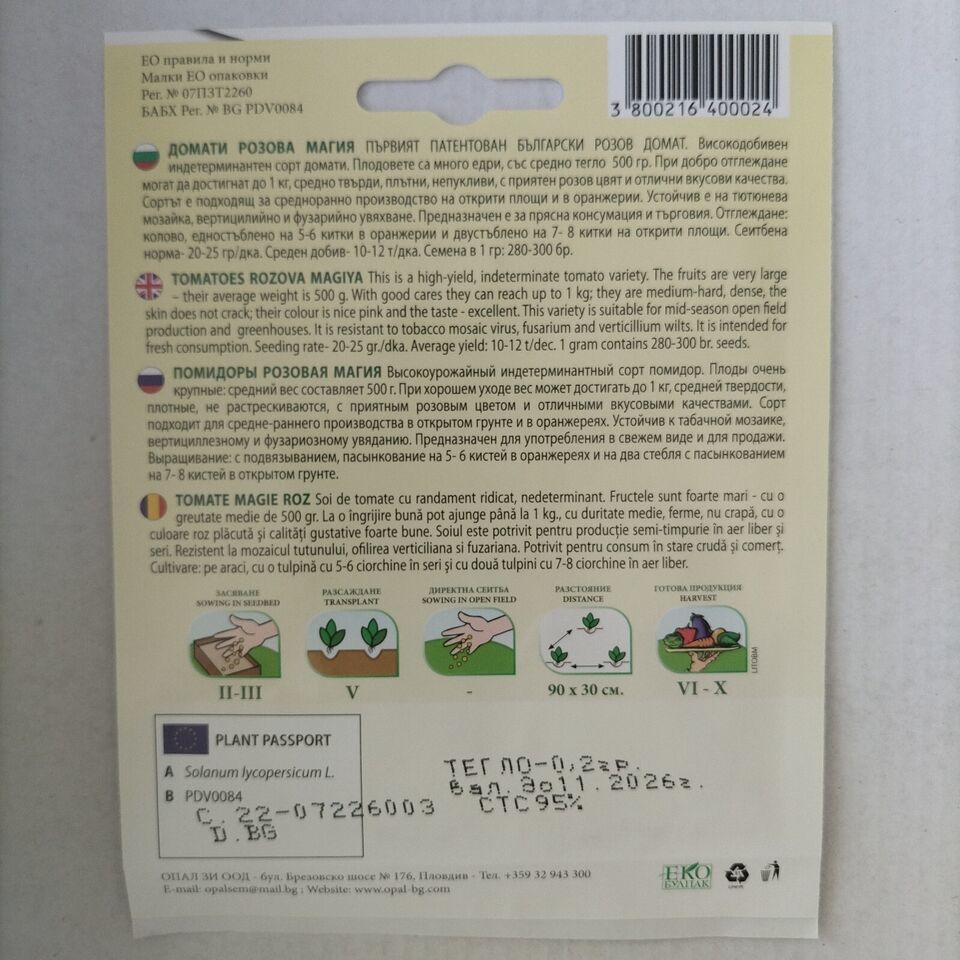 ЕО правила и норми
Малки ЕО опаковки
Рег. № 07ПЗТ2260
БАБХ Рег. № BG PDV0084
3 800216 400024
ДОМАТИ РОЗОВА МАГИЯ ПЪРВИЯТ ПАТЕНТОВАН БЪЛГАРСКИ РОЗОВ ДОМАТ. Високодобивен
индетерминантен сорт домати. Плодовете са много едри, със средно тегло 500 гр. При добро отглеждане
могат да достигнат до 1 кг, средно твърди, плътни, непукливи, с приятен розов цвят и отлични вкусови качества.
Сортът е подходящ за средноранно производство на открити площи и в оранжерии. Устойчив е на тютюнева
мозайка, вертицилийно и фузарийно увяхване. Предназначен е за прясна консумация и търговия. Отглеждане:
колово, едностъблено на 5-6 китки в оранжерии и двустъблено на 7- 8 китки на открити площи. Сеитбена
норма- 20-25 гр/дка. Среден добив- 10-12 т/дка. Семена в 1 гр: 280-300 бр.
TOMATOES ROZOVA MAGIYA This is a high-yield, indeterminate tomato variety. The fruits are very large
– their average weight is 500 g. With good cares they can reach up to 1 kg; they are medium-hard, dense, the
skin does not crack; their colour is nice pink and the taste - excellent. This variety is suitable for mid-season open field
production and greenhouses. It is resistant to tobacco mosaic virus, fusarium and verticillium wilts. It is intended for
fresh consumption. Seeding rate- 20-25 gr./dka. Average yield: 10-12 t/dec. 1 gram contains 280-300 br. seeds.
ПОМИДОРЫ РОЗОВАЯ МАГИЯ Высокоурожайный индетерминантный сорт помидор. Плоды очень
крупные: средний вес составляет 500 г. При хорошем уходе вес может достигать до 1 кг, средней твердости,
плотные, не растрескиваются, с приятным розовым цветом и отличными вкусовыми качествами. Сорт
подходит для средне-раннего производства в открытом грунте и в оранжереях. Устойчив к табачной мозаике,
вертициллезному и фузариозному увяданию. Предназначен для употребления в свежем виде и для продажи.
Выращивание: с подвязыванием, пасынкование на 5- 6 кистей в оранжереях и на два стебля с пасынкованием
на 7- 8 кистей в открытом грунте.
TOMATE MAGIE ROZ Soi de tomate cu randament ridicat, nedeterminant. Fructele sunt foarte mari - cu o
greutate medie de 500 gr. La o îngrijire bună pot ajunge până la 1 kg., cu duritate medie, ferme, nu crapă, cu o
culoare roz plăcută și calități gustative foarte bune. Soiul este potrivit pentru producție semi-timpurie în aer liber și
seri. Rezistent la mozaicul tutunului, ofilirea verticiliana si fuzariana. Potrivit pentru consum în stare crudă și comerț.
Cultivare: pe araci, cu o tulpină cu 5-6 ciorchine în seri și cu două tulpini cu 7-8 ciorchine în aer liber.
ЗАСЯВАНЕ РАЗСАЖДАНЕ ДИРЕКТНА СЕИТБА РАЗСТОЯНИЕ ГОТОВА ПРОДУКЦИЯ
SOWING IN SEEDBED TRANSPLANT SOWING IN OPEN FIELD DISTANCE HARVEST
LITOBM
II-III V - 90 x 30 см. VI - X
PLANT PASSPORT
A Solanum lycopersicum L.
B PDV0084
C. 22-07226003
D. BG
ТЕГЛО-0,2гр.
вал. до11.2026г.
СТС95%
ОПАЛ ЗИ ООД - бул. Брезовско шосе № 176, Пловдив - Тел. +359 32 943 300
E-mail: opalsem@mail.bg ; Website: www.opal-bg.com
ЕКО
БУЛПАК